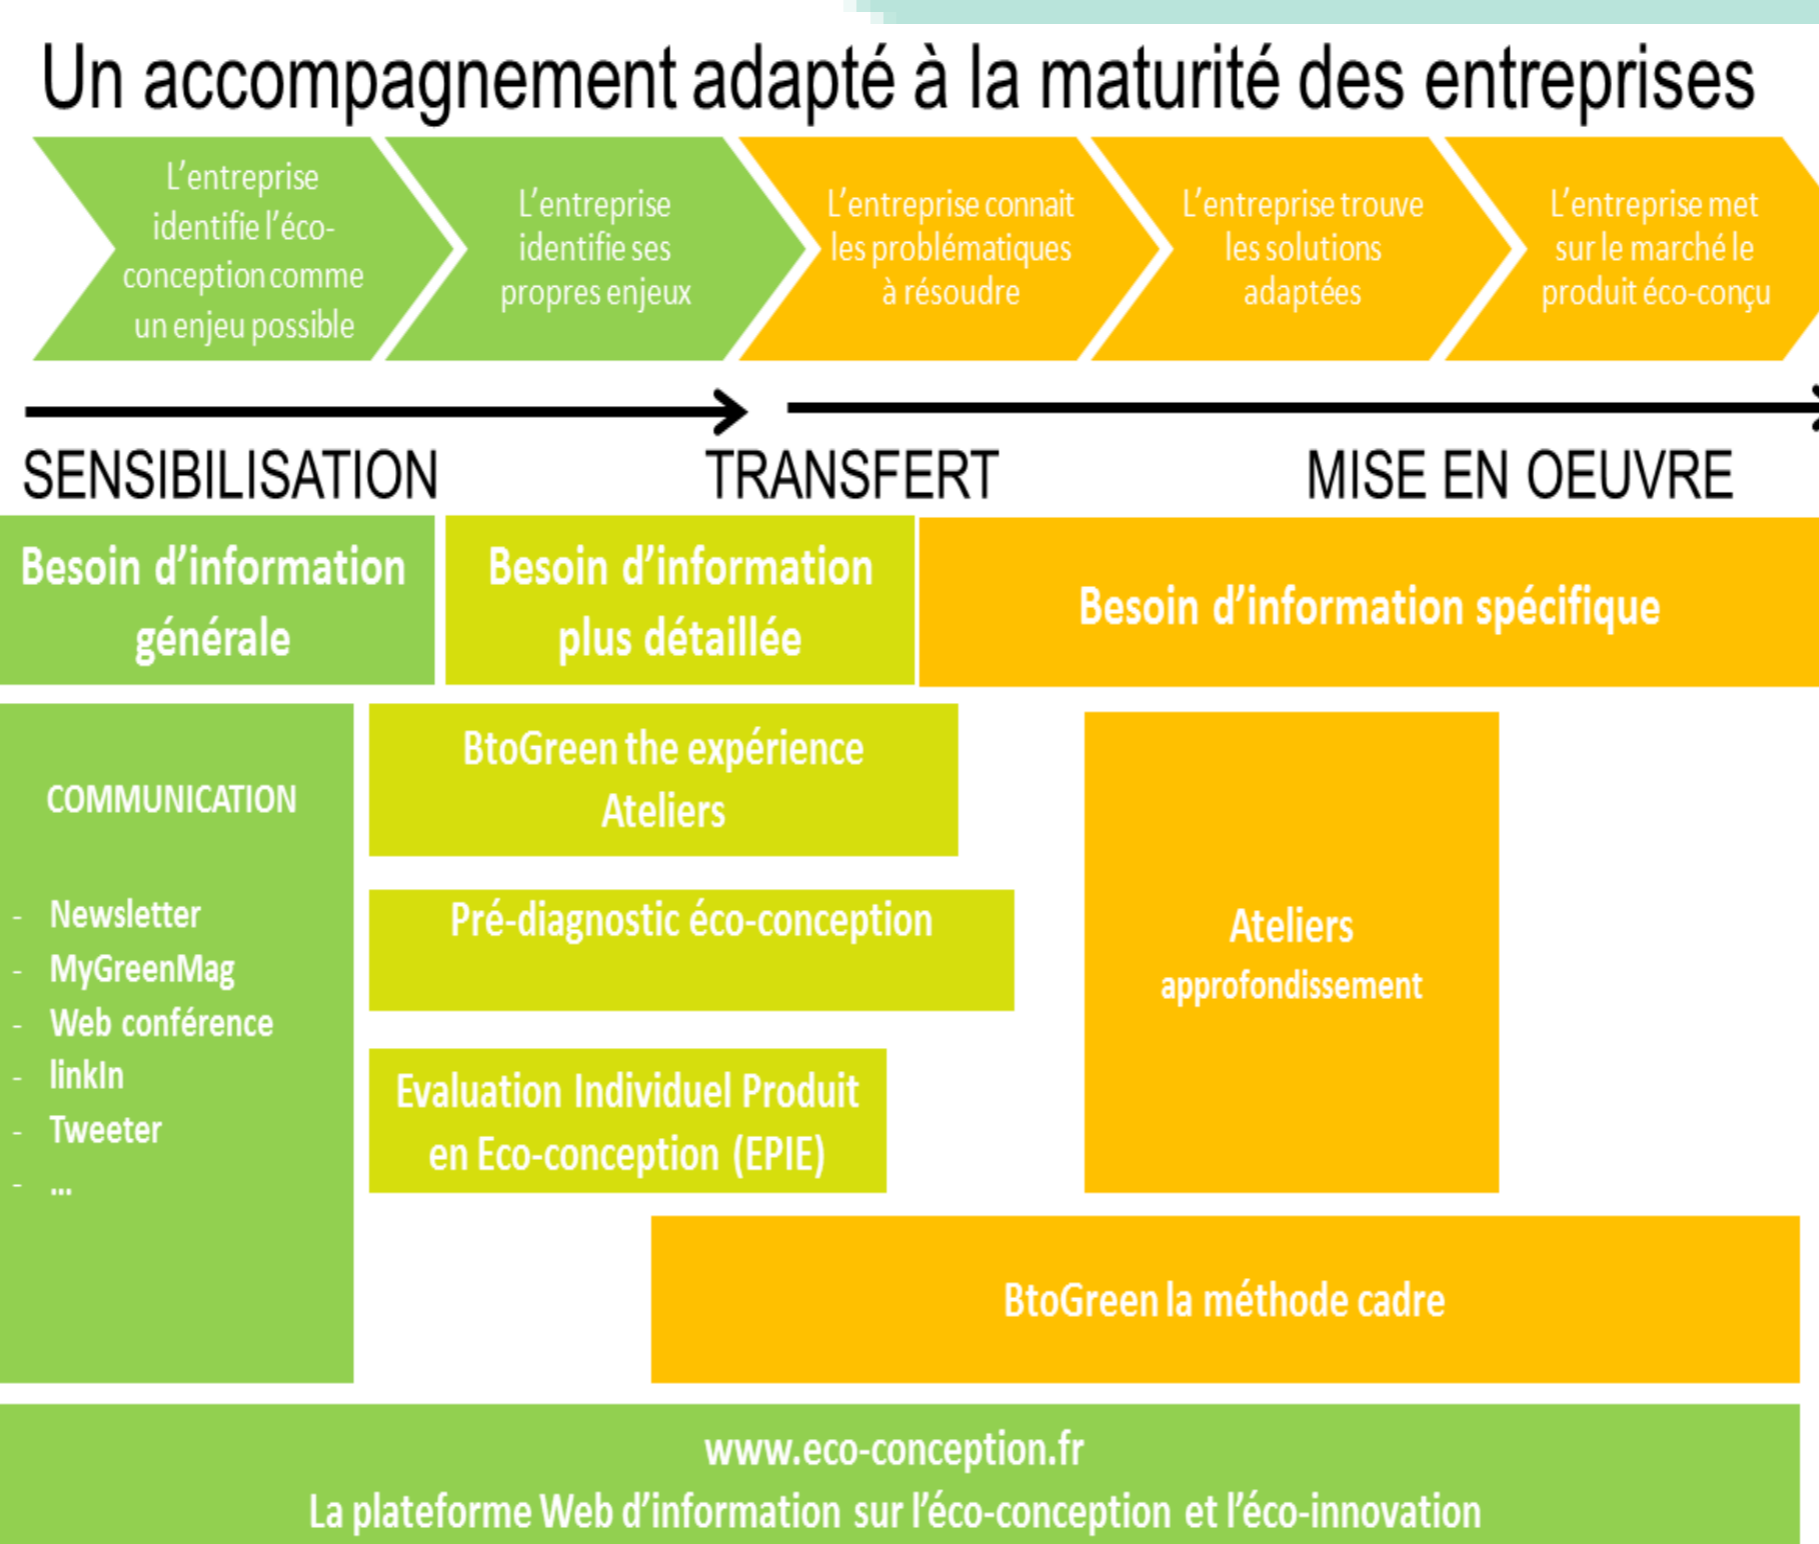 Un accompagnement adapté à la maturité des entreprises
L'entreprise
identifie l'éco-
conception comme
un enjeu possible
L'entreprise
identifie ses
propres enjeux
L'entreprise connait
les problématiques
à résoudre
L'entreprise trouve
les solutions
adaptées
L'entreprise met
sur le marché le
produit éco-conçu
SENSIBILISATION
TRANSFERT
MISE EN OEUVRE
Besoin d'information
générale
Besoin d'information
plus détaillée
Besoin d'information spécifique
COMMUNICATION
- Newsletter
- MyGreenMag
- Web conférence
- linkIn
- Tweeter
- ...
BtoGreen the expérience
Ateliers
Pré-diagnostic éco-conception
Evaluation Individuel Produit
en Eco-conception (EPIE)
Ateliers
approfondissement
BtoGreen la méthode cadre
www.eco-conception.fr
La plateforme Web d'information sur l'éco-conception et l'éco-innovation